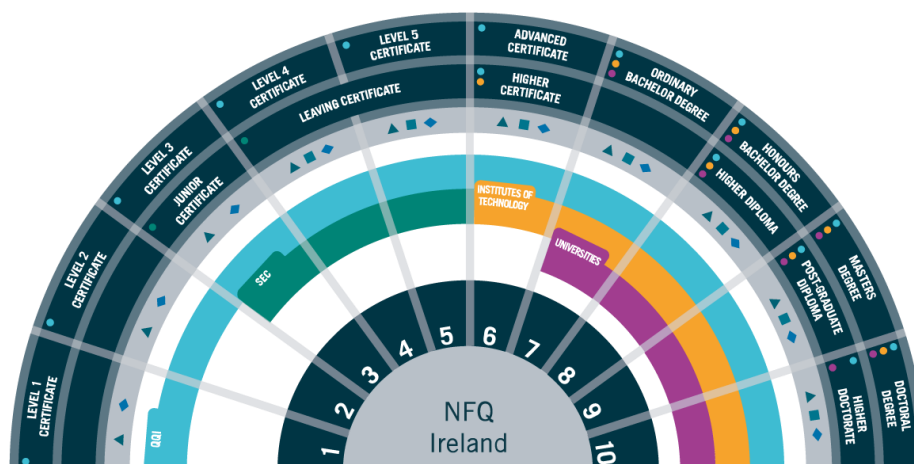 LEVEL 1
CERTIFICATE
LEVEL 2
CERTIFICATE
LEVEL 3
CERTIFICATE
LEVEL 4
CERTIFICATE
LEVEL 5
CERTIFICATE
ADVANCED
CERTIFICATE
ORDINARY
BACHELOR DEGREE
HONOURS
BACHELOR DEGREE
MASTERS
DEGREE
DOCTORAL
DEGREE
JUNIOR
CERTIFICATE
LEAVING CERTIFICATE
HIGHER
CERTIFICATE
HIGHER DIPLOMA
POST-GRADUATE
DIPLOMA
HIGHER
DOCTORATE
QQI
SEC
INSTITUTES OF
TECHNOLOGY
UNIVERSITIES
1
2
3
4
5
6
7
8
9
10
NFQ
Ireland